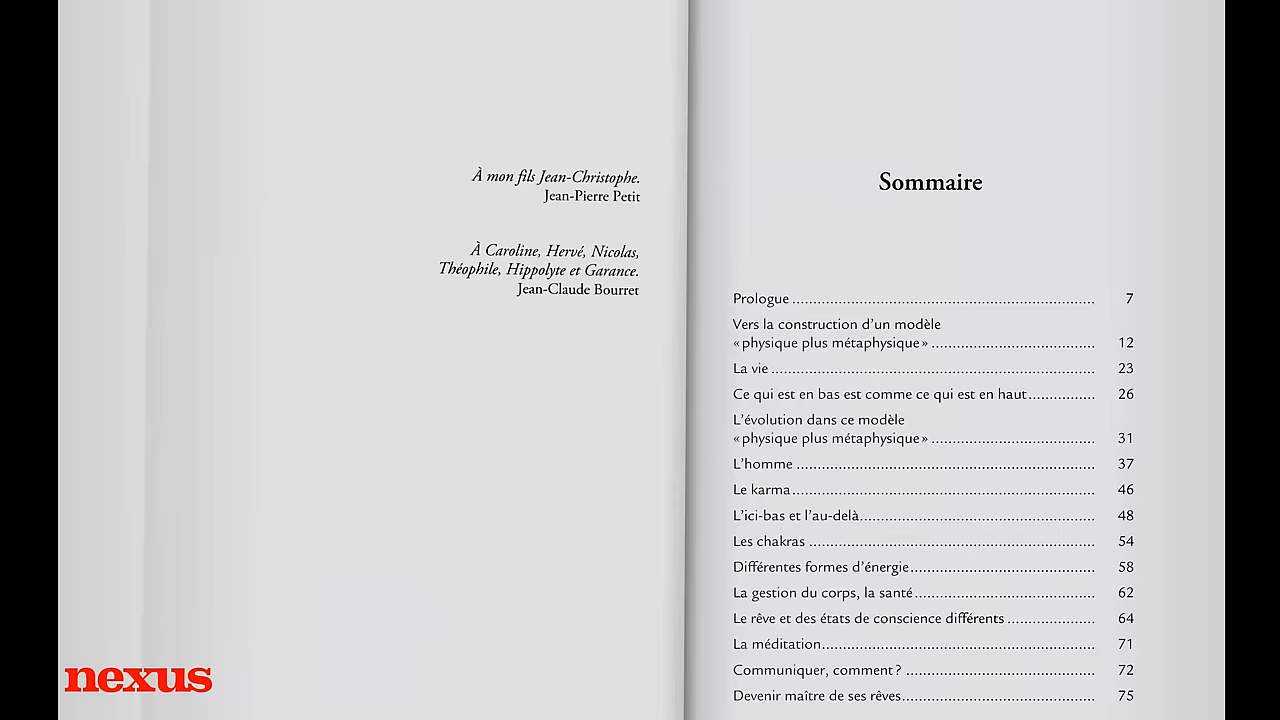 À mon fils Jean-Christophe.
Jean-Pierre Petit
À Caroline, Hervé, Nicolas,
Théophile, Hippolyte et Garance.
Jean-Claude Bourret
nexus
Sommaire
Prologue ........................................................................ 7
Vers la construction d’un modèle
« physique plus métaphysique » ....................................... 12
La vie ............................................................................. 23
Ce qui est en bas est comme ce qui est en haut................ 26
L’évolution dans ce modèle
« physique plus métaphysique » ....................................... 31
L’homme ....................................................................... 37
Le karma........................................................................ 46
L’ici-bas et l’au-delà........................................................ 48
Les chakras .................................................................... 54
Différentes formes d’énergie............................................ 58
La gestion du corps, la santé........................................... 62
Le rêve et des états de conscience différents ..................... 64
La méditation................................................................. 71
Communiquer, comment ? ............................................. 72
Devenir maître de ses rêves.............................................. 75